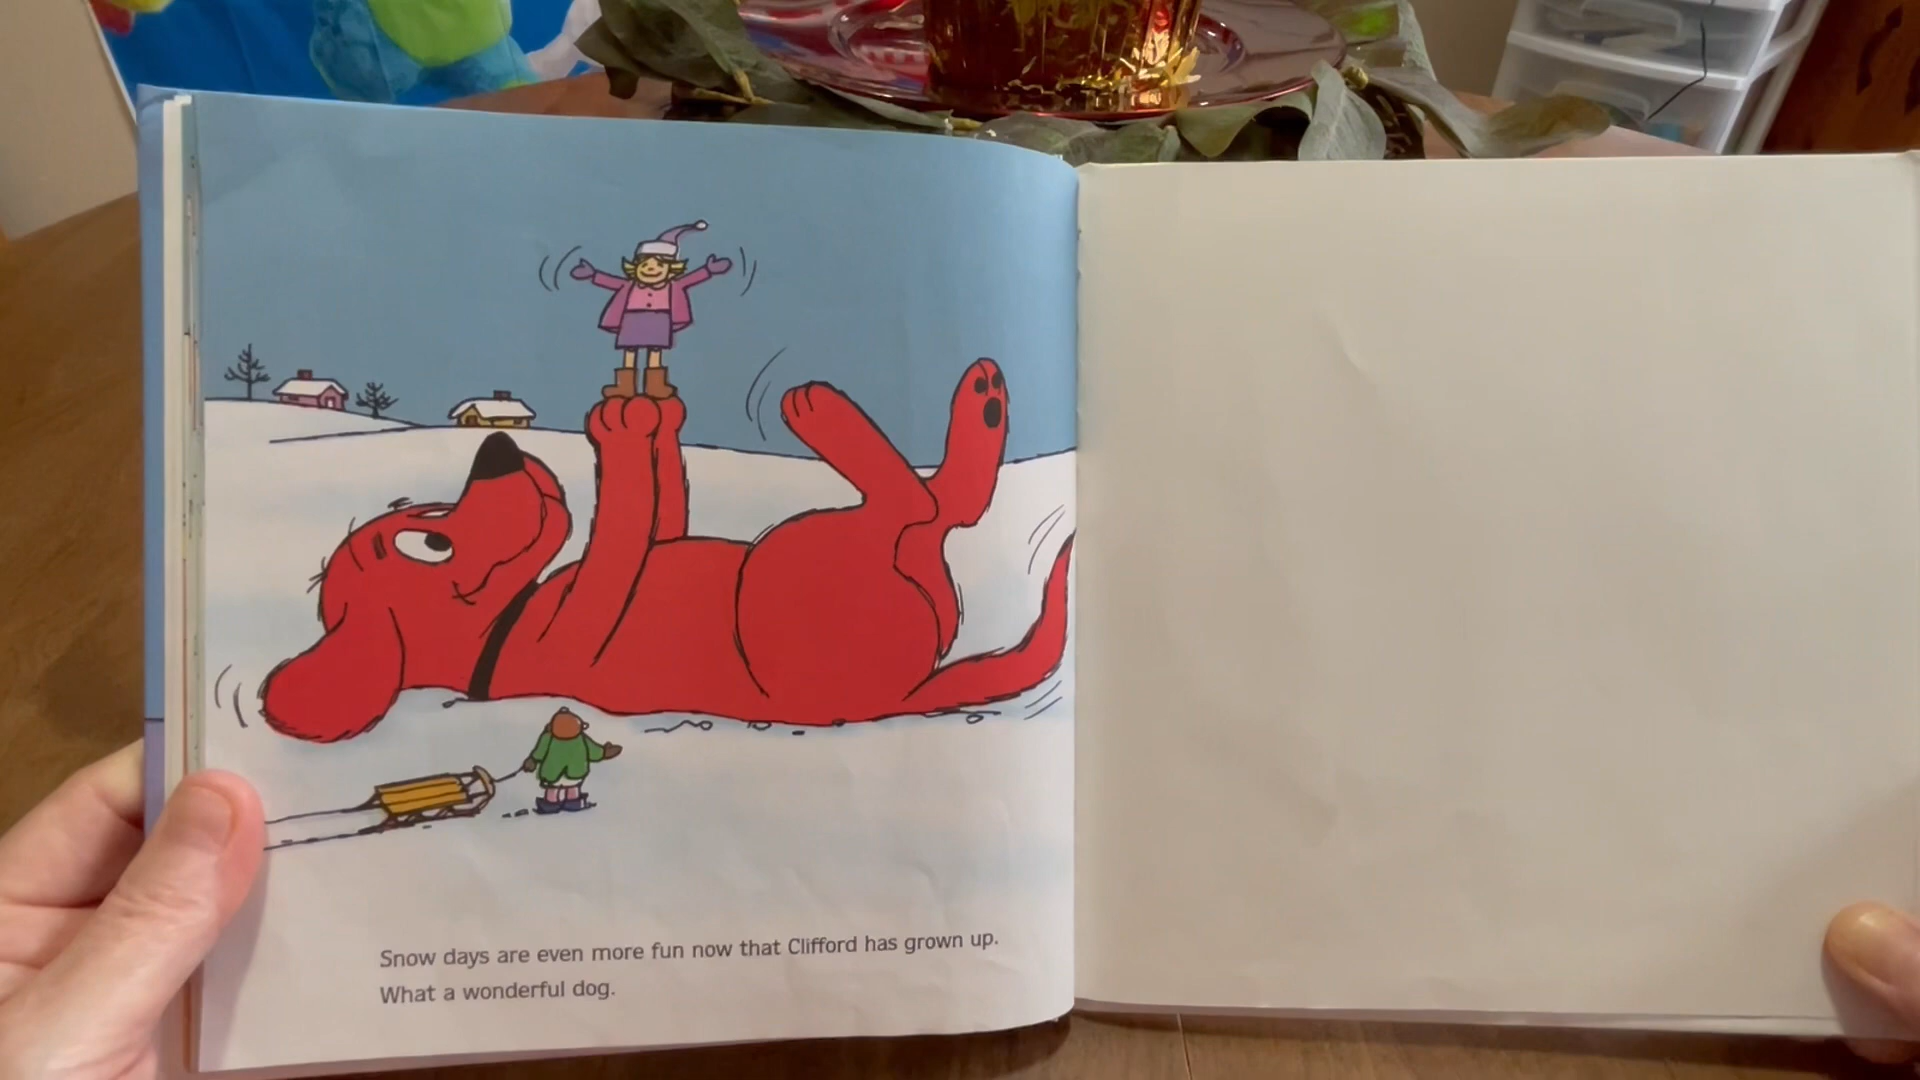 Snow days are even more fun now that Clifford has grown up.
What a wonderful dog.